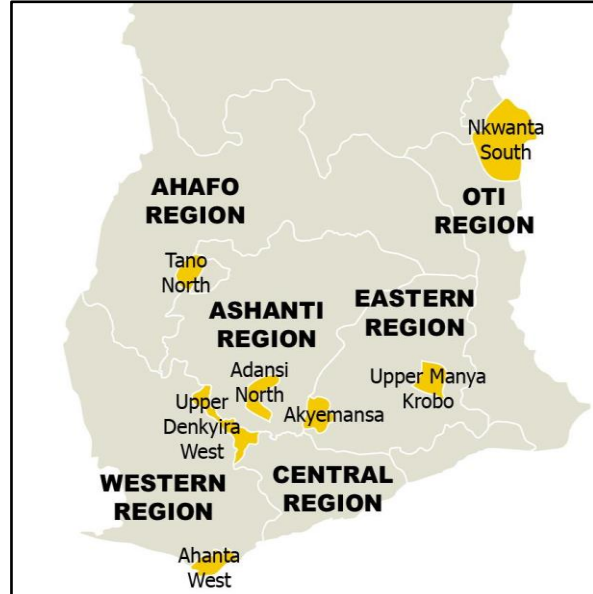 Nkwanta
South
OTI
REGION
AHAFO
REGION
Tano
North
ASHANTI
REGION
EASTERN
REGION
Adansi
North
Upper Manya
Krobo
Upper
Denkyira
West
Akyemansa
WESTERN
REGION
CENTRAL
REGION
Ahanta
West